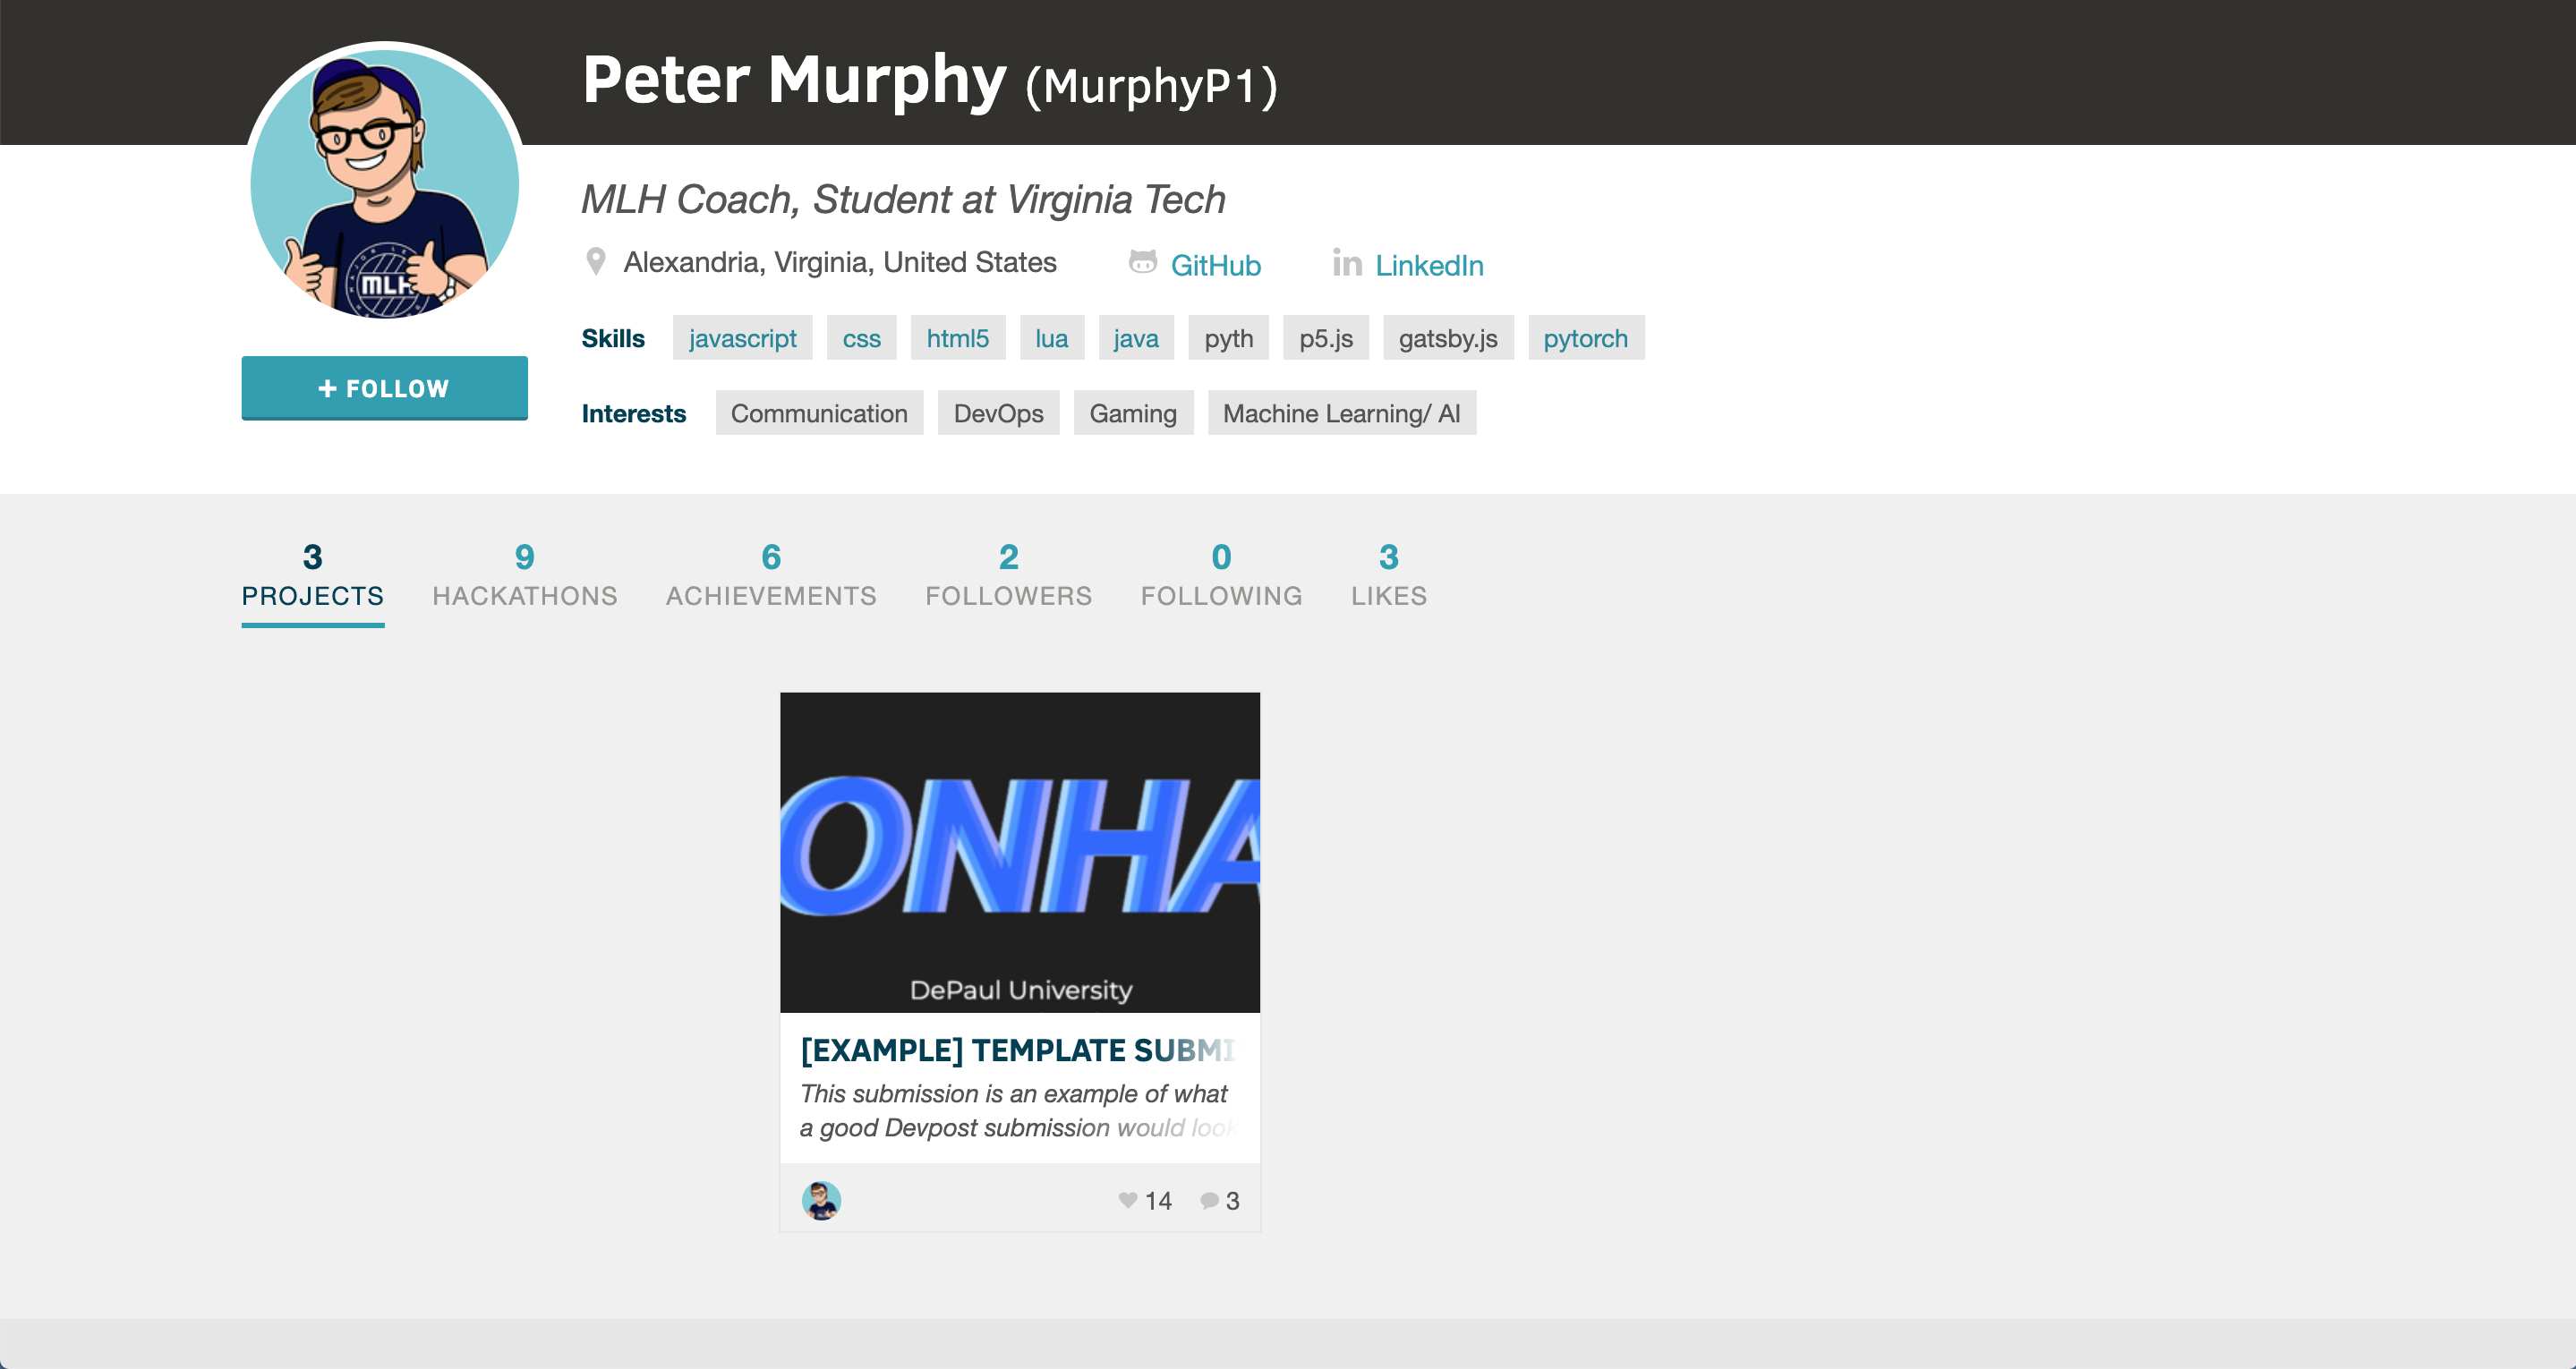 Peter Murphy (MurphyP1)
MLH Coach, Student at Virginia Tech
Alexandria, Virginia, United States GitHub LinkedIn
+ FOLLOW
Skills javascript css html5 lua java pyth p5.js gatsby.js pytorch
Interests Communication DevOps Gaming Machine Learning/ AI
3 9 6 2 0 3
PROJECTS HACKATHONS ACHIEVEMENTS FOLLOWERS FOLLOWING LIKES
ONHA
DePaul University
[EXAMPLE] TEMPLATE SUBMI
This submission is an example of what
a good Devpost submission would look
14 3